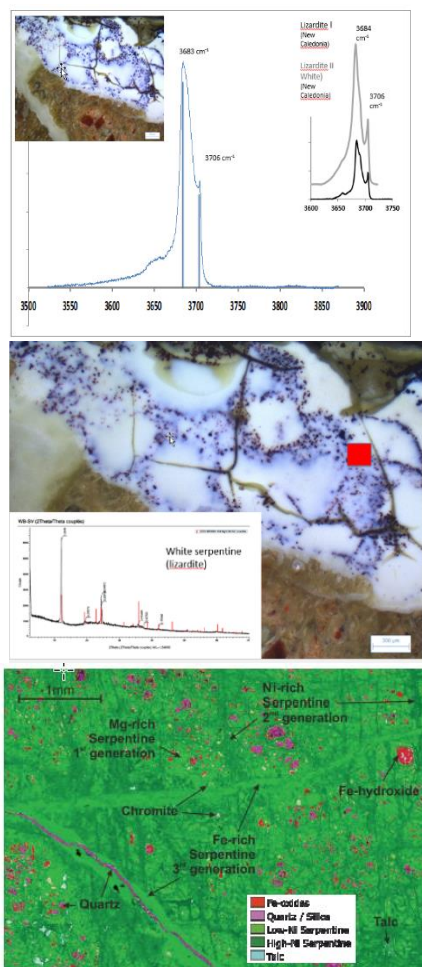 3683 cm⁻¹
3706 cm⁻¹
Lizardite I
(New
Caledonia)
Lizardite II
White)
(New
Caledonia)
3684
cm⁻¹
3706
cm⁻¹
3600 3650 3700 3750
3500 3550 3600 3650 3700 3750 3800 3850 3900
White serpentine
(lizardite)
1mm
Ni-rich
Serpentine
2ⁿᵈ generation
Mg-rich
Serpentine
1ˢᵗ generation
Fe-hydroxide
Chromite
Fe-rich
Serpentine
3ʳᵈ generation
Quartz
Talc
Fe-oxides
Quartz / Silica
Low-Ni Serpentine
High-Ni Serpentine
Talc